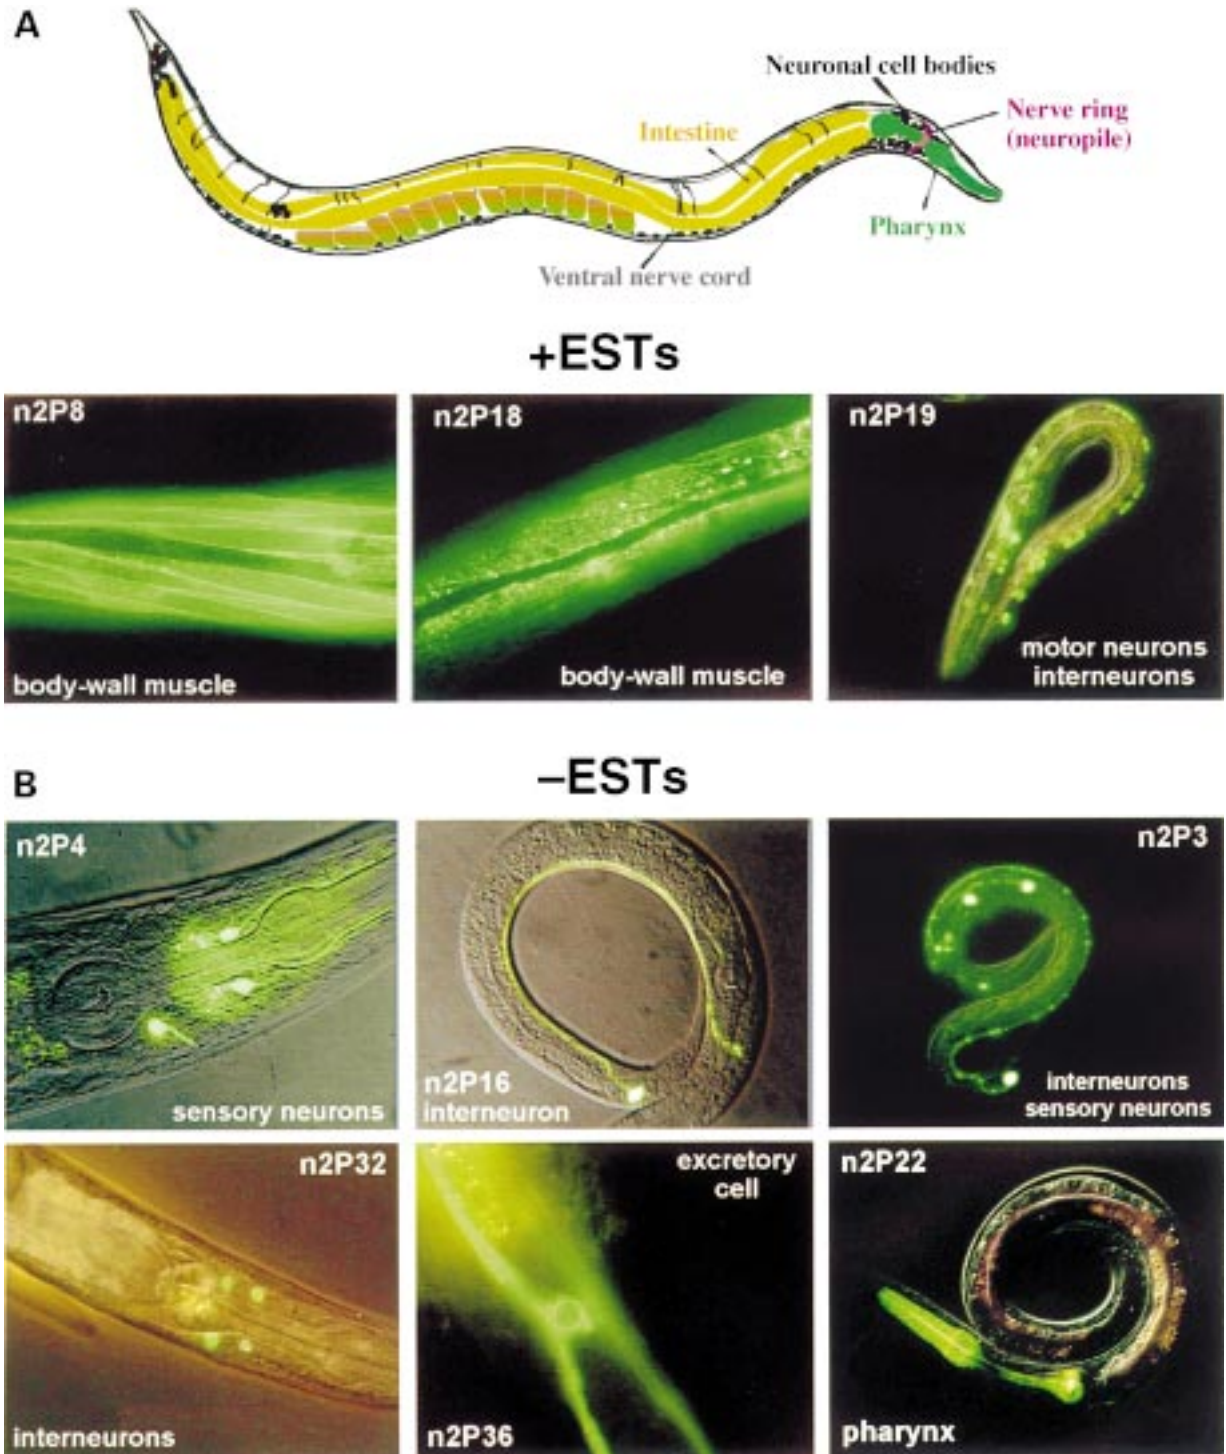 A
Neuronal cell bodies
Nerve ring
(neuropile)
Intestine
Pharynx
Ventral nerve cord
+ESTs
n2P8
body-wall muscle
n2P18
body-wall muscle
n2P19
motor neurons
interneurons
B
–ESTs
n2P4
sensory neurons
n2P16
interneuron
n2P3
interneurons
sensory neurons
n2P32
interneurons
excretory
cell
n2P36
n2P22
pharynx